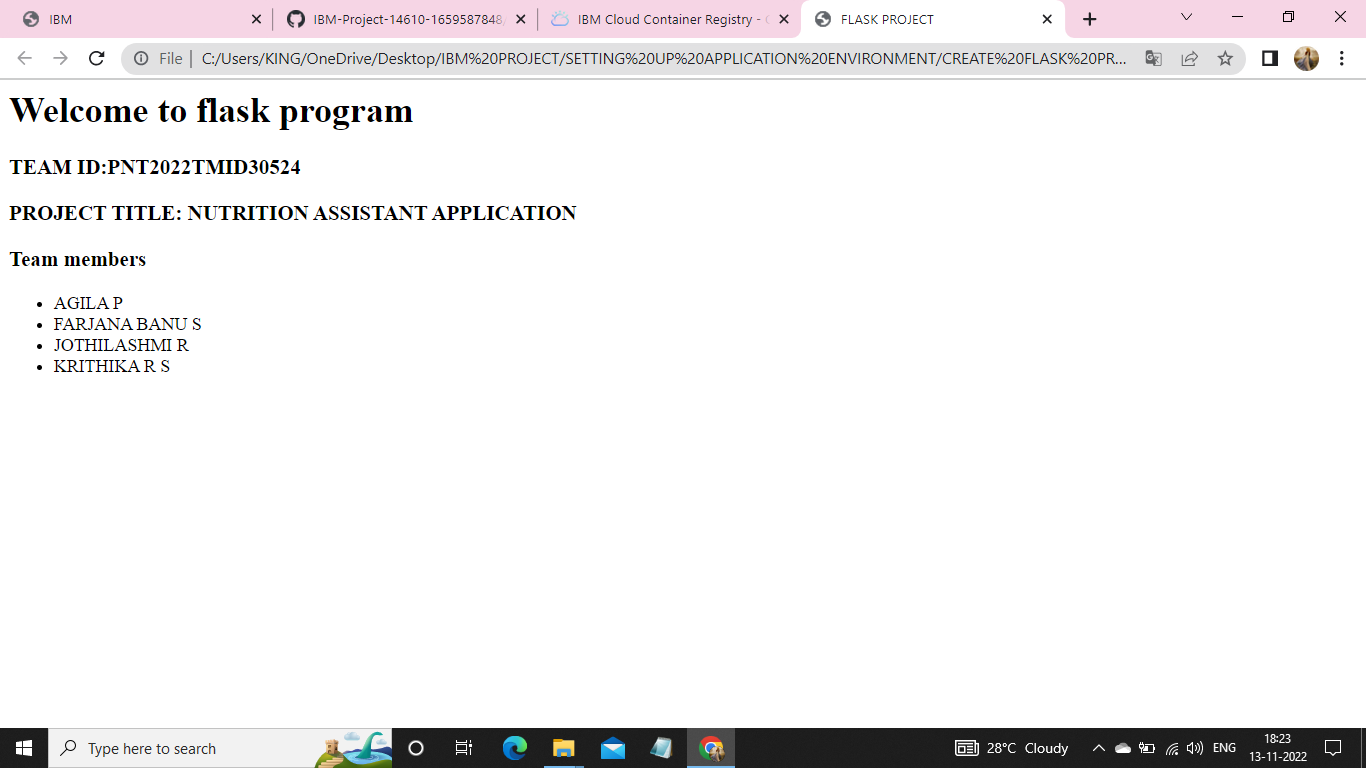 IBM
IBM-Project-14610-1659587848/
IBM Cloud Container Registry -
FLASK PROJECT
File
C:/Users/KING/OneDrive/Desktop/IBM%20PROJECT/SETTING%20UP%20APPLICATION%20ENVIRONMENT/CREATE%20FLASK%20PR...
Welcome to flask program
TEAM ID:PNT2022TMID30524
PROJECT TITLE: NUTRITION ASSISTANT APPLICATION
Team members
• AGILA P
• FARJANA BANU S
• JOTHILASHMI R
• KRITHIKA R S
Type here to search
28°C Cloudy
ENG
18:23
13-11-2022